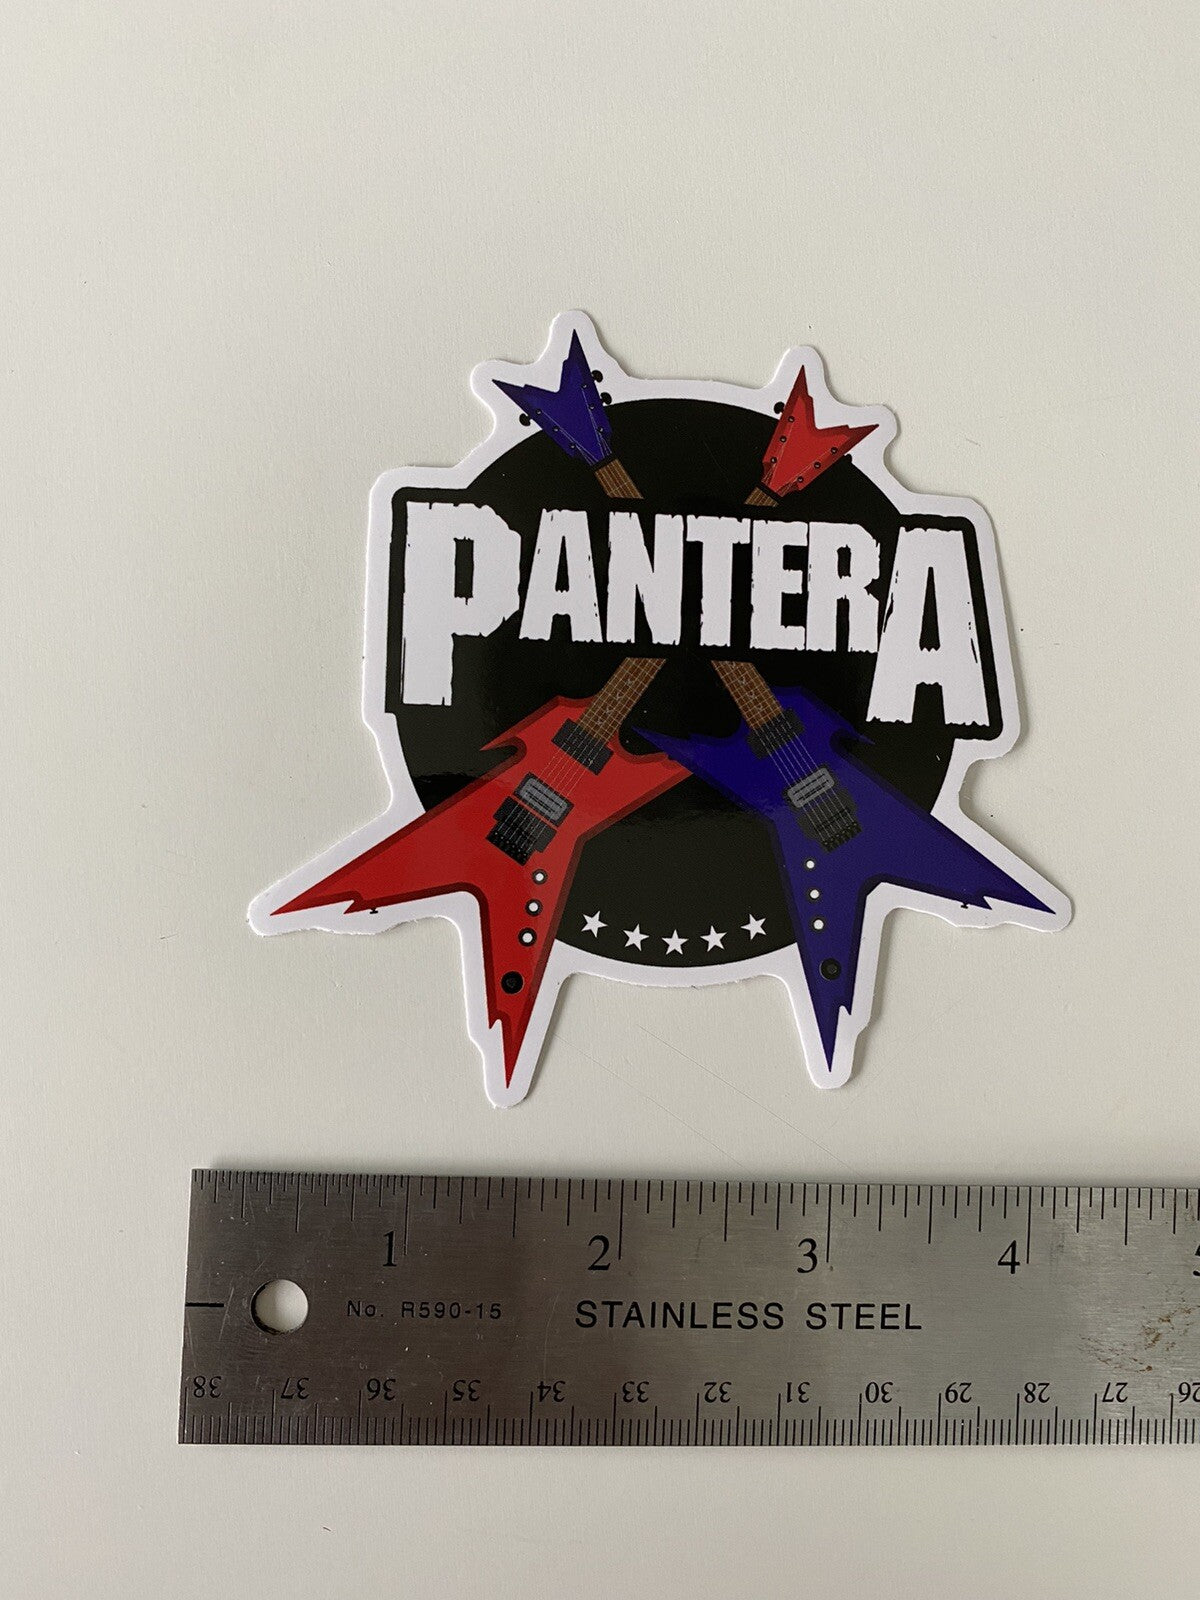 PANTERA
1 2 3 4
No. R590-15 STAINLESS STEEL
38 37 36 35 34 33 32 31 30 29 28 27